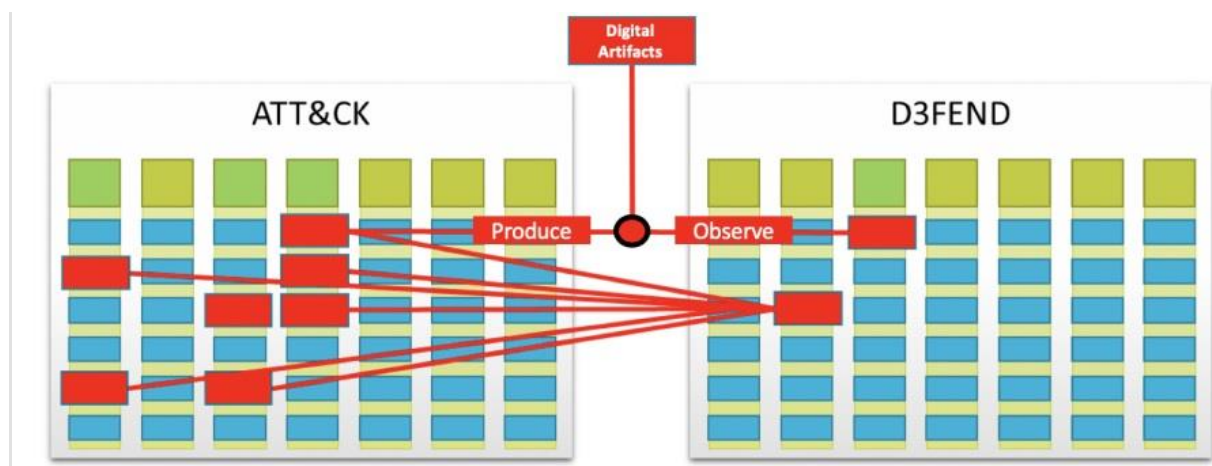 Digital
Artifacts
ATT&CK
D3FEND
Produce
Observe